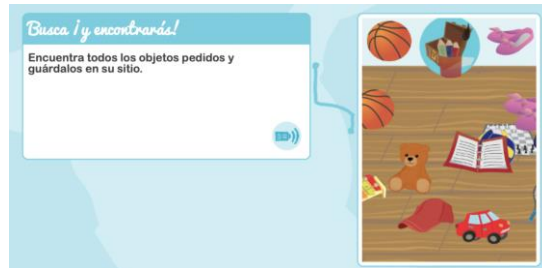 Busca ¡y encontrarás!
Encuentra todos los objetos pedidos y
guárdalos en su sitio.